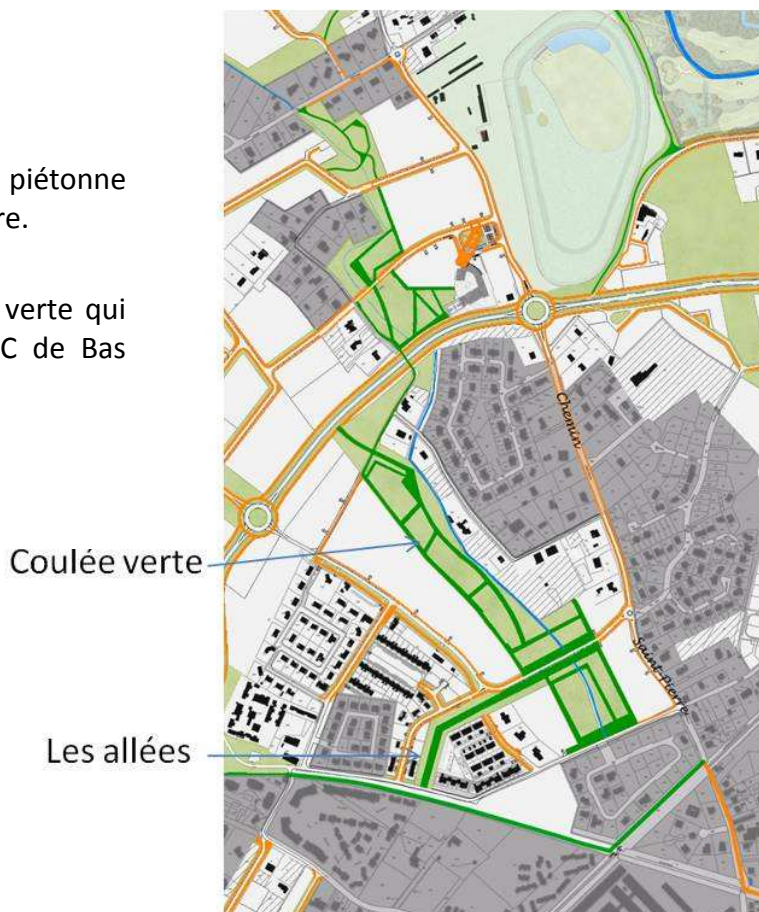 piétonne
re.
verte qui
C de Bas
Chemin
Coulée verte
Saint-Pierre
Les allées